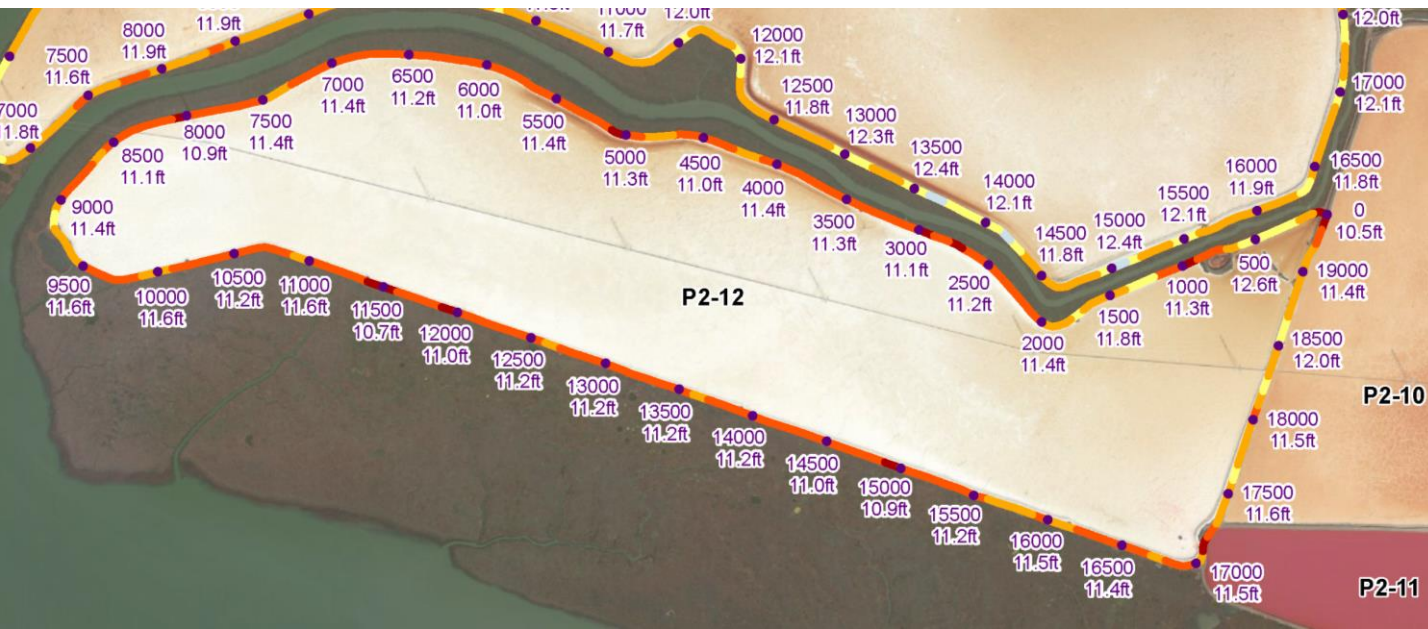 11.9ft
11000
11.7ft
12.0ft
12.0ft
8000
11.9ft
7500
11.6ft
12000
12.1ft
7000
11.4ft
6500
11.2ft
6000
11.0ft
17000
12.1ft
12500
11.8ft
7000
11.8ft
7500
11.4ft
5500
11.4ft
13000
12.3ft
8000
10.9ft
8500
11.1ft
5000
11.3ft
4500
11.0ft
13500
12.4ft
4000
11.4ft
16000
11.9ft
16500
11.8ft
14000
12.1ft
9000
11.4ft
3500
11.3ft
15500
12.1ft
0
10.5ft
15000
12.4ft
3000
11.1ft
14500
11.8ft
500
12.6ft
10500
11.2ft
11000
11.6ft
9500
11.6ft
10000
11.6ft
2500
11.2ft
1000
11.3ft
19000
11.4ft
P2-12
11500
10.7ft
1500
11.8ft
12000
11.0ft
2000
11.4ft
18500
12.0ft
12500
11.2ft
13000
11.2ft
P2-10
13500
11.2ft
18000
11.5ft
14000
11.2ft
14500
11.0ft
15000
10.9ft
17500
11.6ft
15500
11.2ft
16000
11.5ft
16500
11.4ft
17000
11.5ft
P2-11